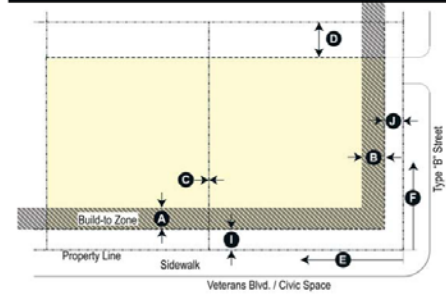 D
J
C
B
Type "B" Street
A
F
Build-to Zone
I
Property Line
E
Sidewalk
Veterans Blvd. / Civic Space